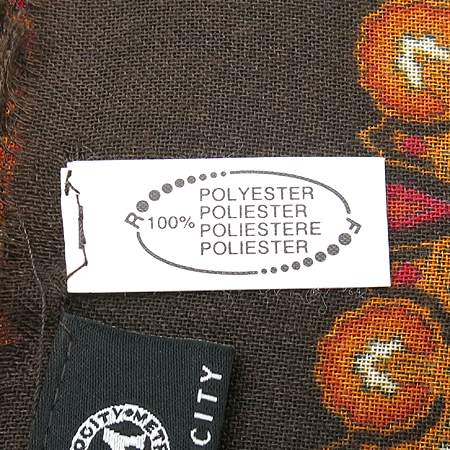 POLYESTER
POLIESTER
100% POLIESTERE
POLIESTER
R
F
CITY